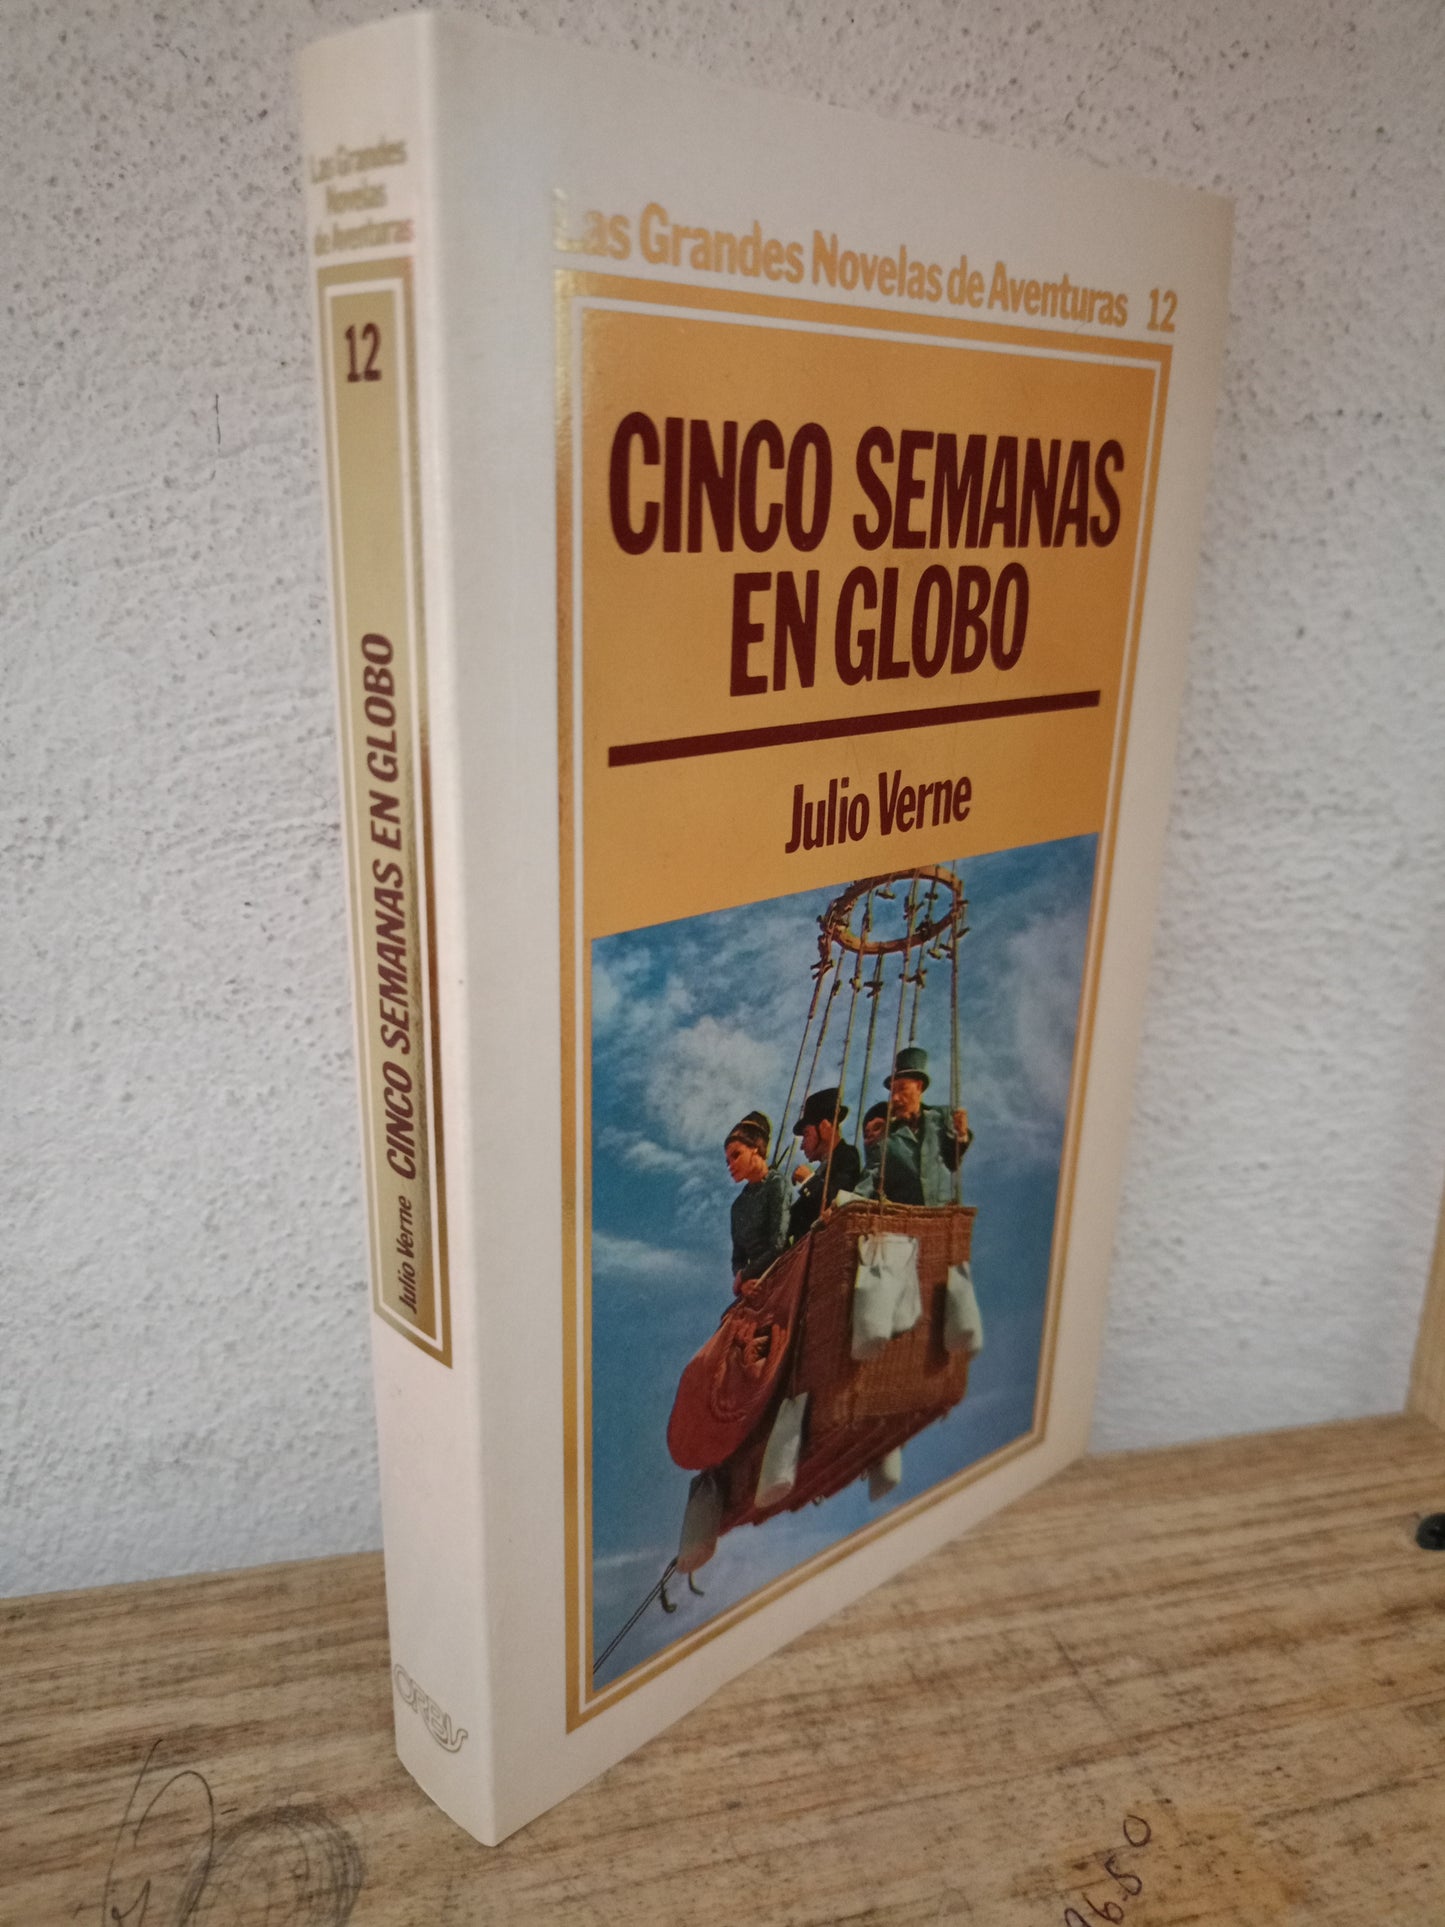 Las Grandes
Novelas
de Aventuras
12
Julio Verne CINCO SEMANAS EN GLOBO
ORBIS
Las Grandes Novelas de Aventuras 12
CINCO SEMANAS
EN GLOBO
Julio Verne